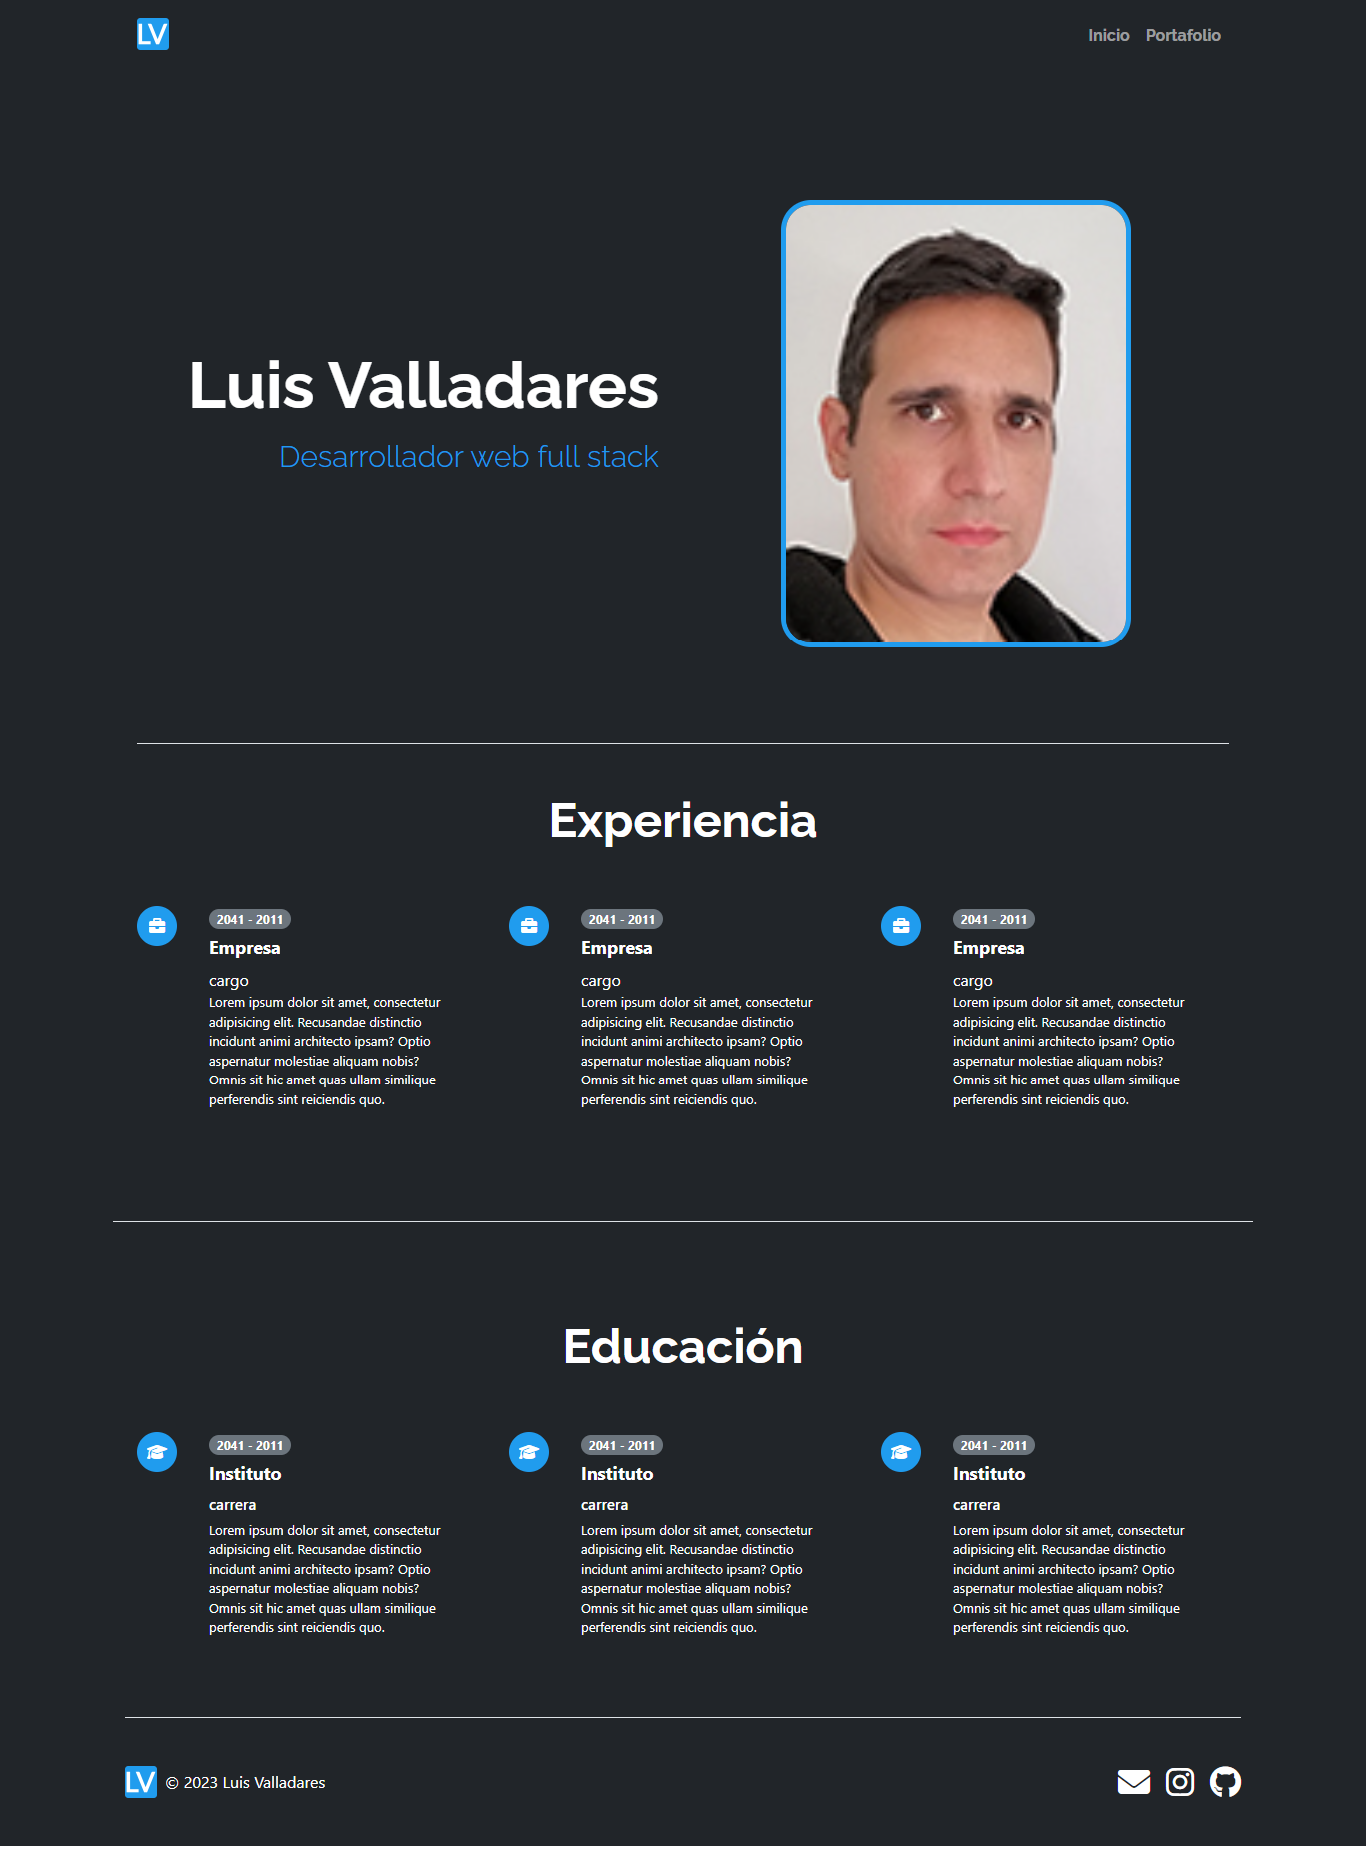 LV
Inicio Portafolio
Luis Valladares
Desarrollador web full stack
Experiencia
2041 - 2011
Empresa
cargo
Lorem ipsum dolor sit amet, consectetur
adipisicing elit. Recusandae distinctio
incidunt animi architecto ipsam? Optio
aspernatur molestiae aliquam nobis?
Omnis sit hic amet quas ullam similique
perferendis sint reiciendis quo.
2041 - 2011
Empresa
cargo
Lorem ipsum dolor sit amet, consectetur
adipisicing elit. Recusandae distinctio
incidunt animi architecto ipsam? Optio
aspernatur molestiae aliquam nobis?
Omnis sit hic amet quas ullam similique
perferendis sint reiciendis quo.
2041 - 2011
Empresa
cargo
Lorem ipsum dolor sit amet, consectetur
adipisicing elit. Recusandae distinctio
incidunt animi architecto ipsam? Optio
aspernatur molestiae aliquam nobis?
Omnis sit hic amet quas ullam similique
perferendis sint reiciendis quo.
Educación
2041 - 2011
Instituto
carrera
Lorem ipsum dolor sit amet, consectetur
adipisicing elit. Recusandae distinctio
incidunt animi architecto ipsam? Optio
aspernatur molestiae aliquam nobis?
Omnis sit hic amet quas ullam similique
perferendis sint reiciendis quo.
2041 - 2011
Instituto
carrera
Lorem ipsum dolor sit amet, consectetur
adipisicing elit. Recusandae distinctio
incidunt animi architecto ipsam? Optio
aspernatur molestiae aliquam nobis?
Omnis sit hic amet quas ullam similique
perferendis sint reiciendis quo.
2041 - 2011
Instituto
carrera
Lorem ipsum dolor sit amet, consectetur
adipisicing elit. Recusandae distinctio
incidunt animi architecto ipsam? Optio
aspernatur molestiae aliquam nobis?
Omnis sit hic amet quas ullam similique
perferendis sint reiciendis quo.
LV © 2023 Luis Valladares